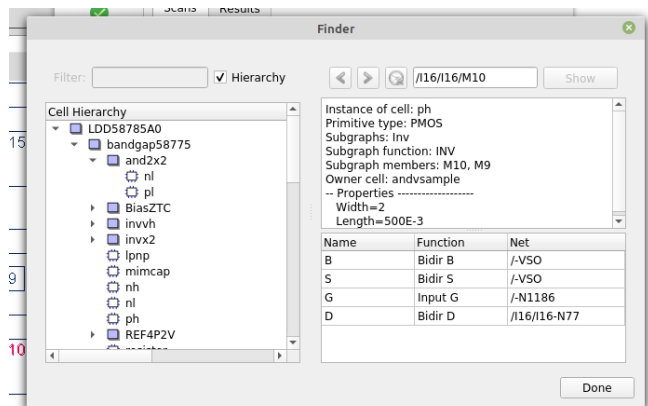 Scans Results
Finder
Filter:
Hierarchy
/I16/I16/M10
Show
Cell Hierarchy
LDD58785A0
bandgap58775
and2x2
nl
pl
BiasZTC
invvh
invx2
lpnp
mimcap
nh
nl
ph
REF4P2V
Instance of cell: ph
Primitive type: PMOS
Subgraphs: Inv
Subgraph function: INV
Subgraph members: M10, M9
Owner cell: andvsample
-- Properties -------------------
Width=2
Length=500E-3
Name Function Net
B Bidir B /-VSO
S Bidir S /-VSO
G Input G /-N1186
D Bidir D /I16/I16-N77
Done
15
9
10